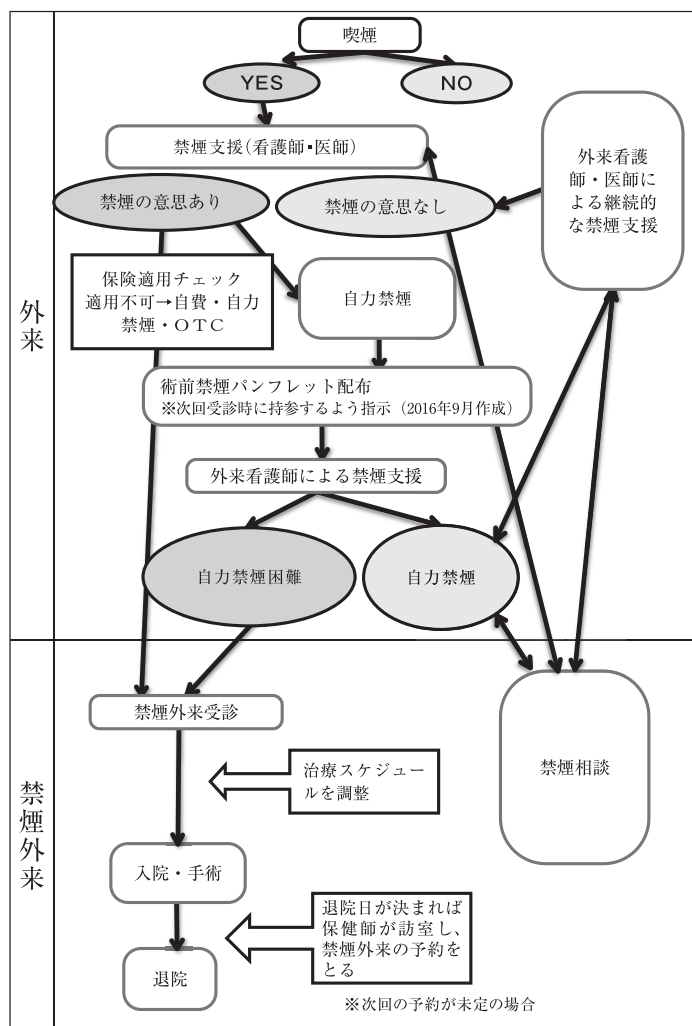 喫煙
YES
NO
禁煙支援(看護師・医師)
外来看護
師・医師によ
る継続的
な禁煙支援
禁煙の意思あり
禁煙の意思なし
保険適用チェック
適用不可→自費・自力
禁煙・OTC
自力禁煙
外来
術前禁煙パンフレット配布
※次回受診時に持参するよう指示(2016年9月作成)
外来看護師による禁煙支援
自力禁煙困難
自力禁煙
禁煙外来受診
禁煙相談
治療スケジュー
ルを調整
禁煙外来
入院・手術
退院日が決まれば
保健師が訪室し、
禁煙外来の予約を
とる
退院
※次回の予約が未定の場合